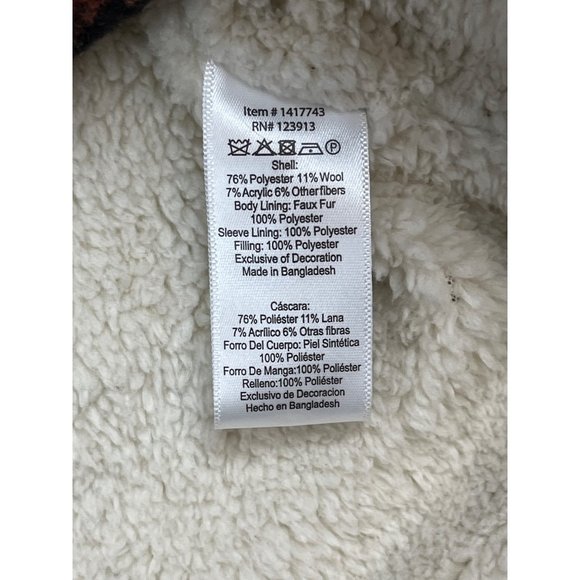 Item # 1417743
RN# 123913
P
Shell:
76% Polyester 11% Wool
7% Acrylic 6% Otherfibers
Body Lining: Faux Fur
100% Polyester
Sleeve Lining: 100% Polyester
Filling: 100% Polyester
Exclusive of Decoration
Made in Bangladesh
Cáscara:
76% Poliéster 11% Lana
7% Acrílico 6% Otras fibras
Forro Del Cuerpo: Piel Sintética
100% Poliéster
Forro De Manga:100% Poliéster
Relleno:100% Poliéster
Exclusivo de Decoracion
Hecho en Bangladesh